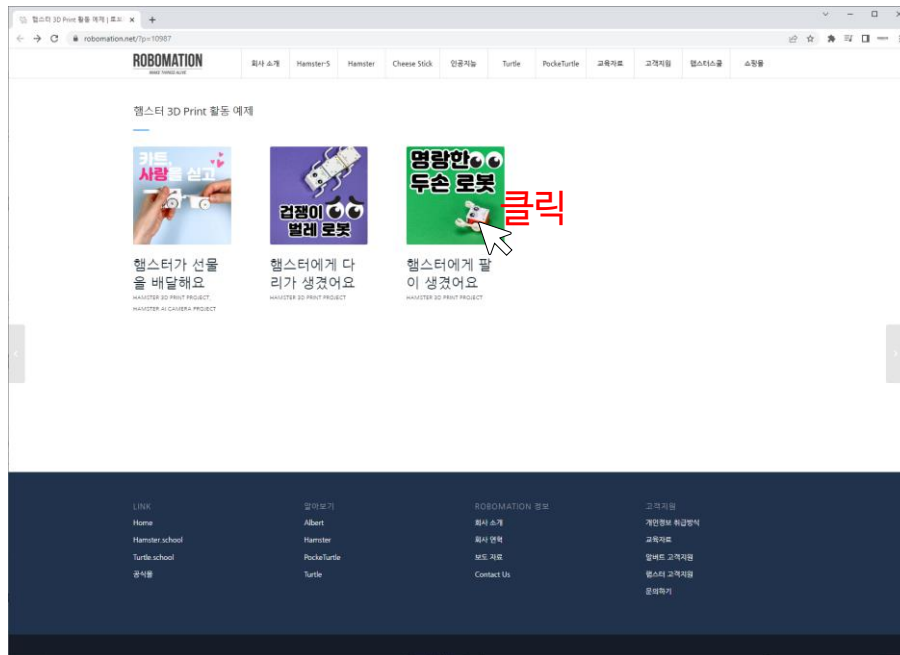 햄스터 3D Print 활동 예제 | 로보
robomation.net/?p=10987
ROBOMATION
MAKE THINGS ALIVE
회사 소개 Hamster-S Hamster Cheese Stick 인공지능 Turtle PocketTurtle 교육자료 고객지원 햄스터스쿨 쇼핑몰
햄스터 3D Print 활동 예제
카트,
사랑을 싣고
겁쟁이
벌레 로봇
명랑한
두손 로봇
클릭
햄스터가 선물
을 배달해요
HAMSTER 3D PRINT PROJECT,
HAMSTER AI CAMERA PROJECT
햄스터에게 다
리가 생겼어요
HAMSTER 3D PRINT PROJECT
햄스터에게 팔
이 생겼어요
HAMSTER 3D PRINT PROJECT
LINK
Home
Hamster.school
Turtle.school
공식몰
알아보기
Albert
Hamster
PockeTurtle
Turtle
ROBOMATION 정보
회사 소개
회사 연혁
보도 자료
Contact Us
고객지원
개인정보 취급방식
교육자료
알버트 고객지원
햄스터 고객지원
문의하기